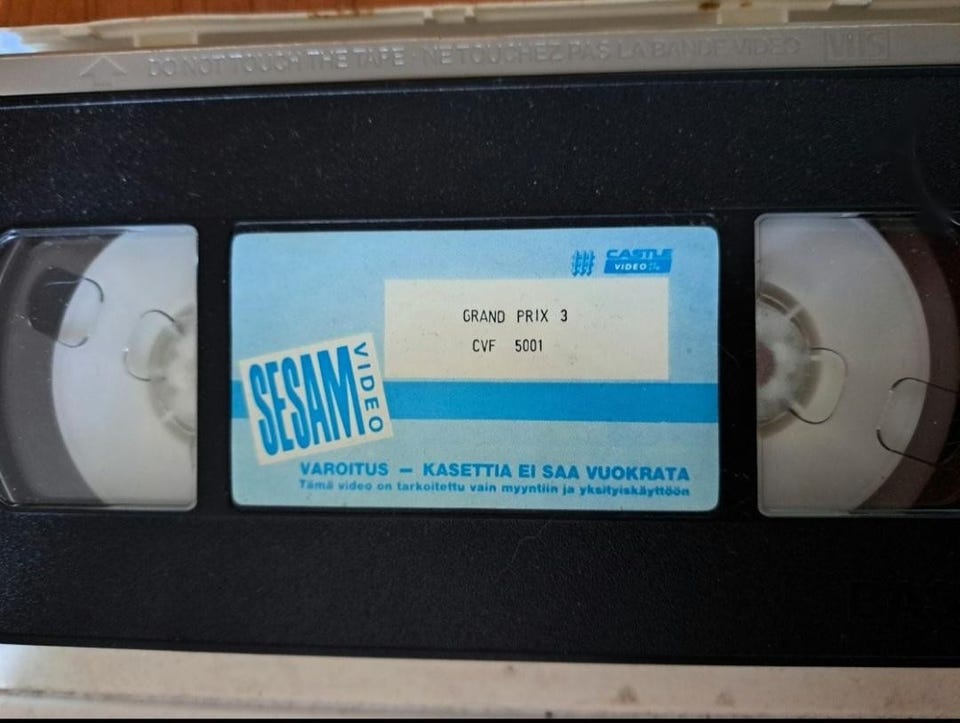 DO NOT TOUCH THE TAPE · NE TOUCHEZ PAS LA BANDE VIDEO VHS
CASTLE
VIDEO
GRAND PRIX 3
CVF 5001
SESAM
VIDEO
VAROITUS – KASETTIA EI SAA VUOKRATA
Tämä video on tarkoitettu vain myyntiin ja yksityiskäyttöön